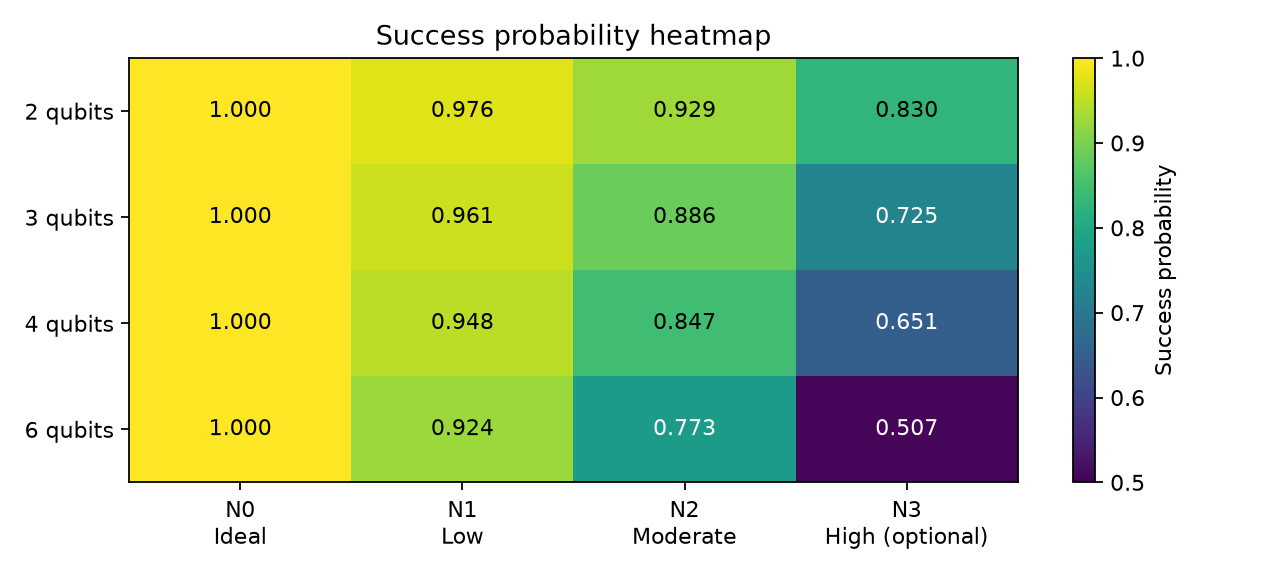 Success probability heatmap
2 qubits 1.000 0.976 0.929 0.830
3 qubits 1.000 0.961 0.886 0.725
4 qubits 1.000 0.948 0.847 0.651
6 qubits 1.000 0.924 0.773 0.507
N0 N1 N2 N3
Ideal Low Moderate High (optional)
1.0
0.9
0.8
0.7
0.6
0.5
Success probability